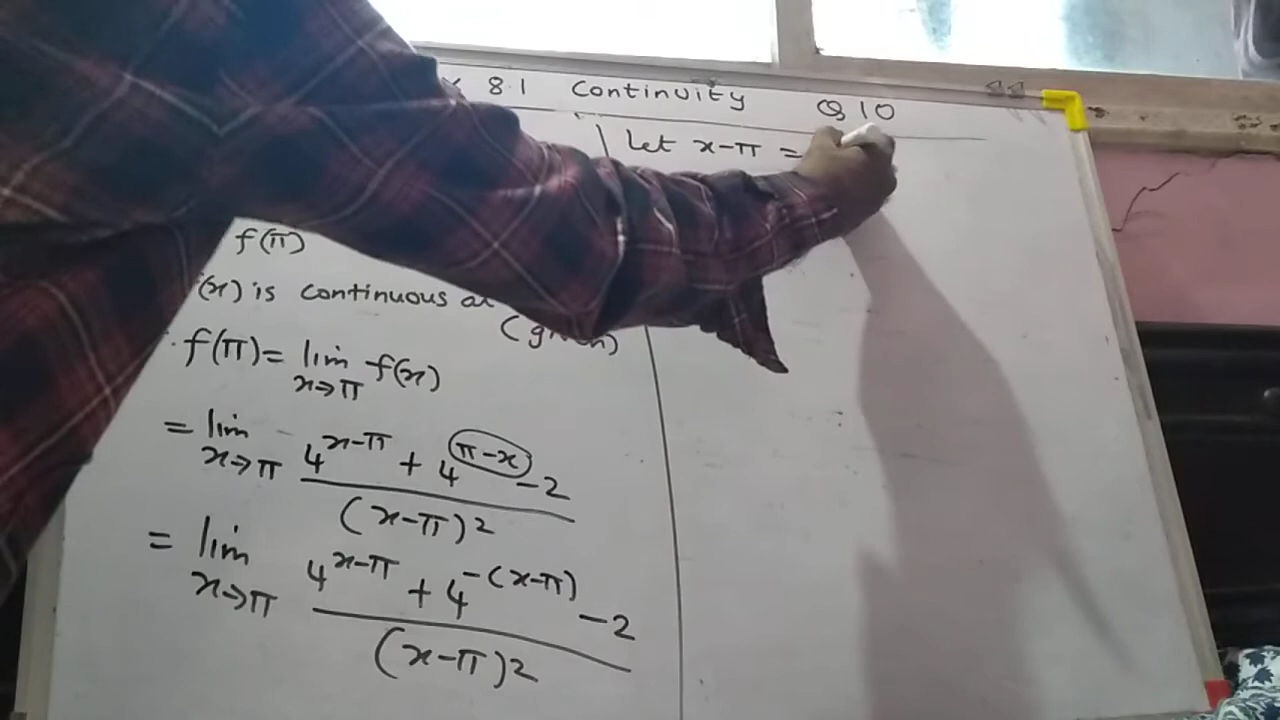 8.1 Continuity Q 10
Let x-π =
f(π)
(x) is continuous at
(given)
∴ f(π) = lim f(x)
x→π
= lim 4^(x-π) + 4^(π-x) - 2
x→π (x-π)²
= lim 4^(x-π) + 4^-(x-π) - 2
x→π (x-π)²